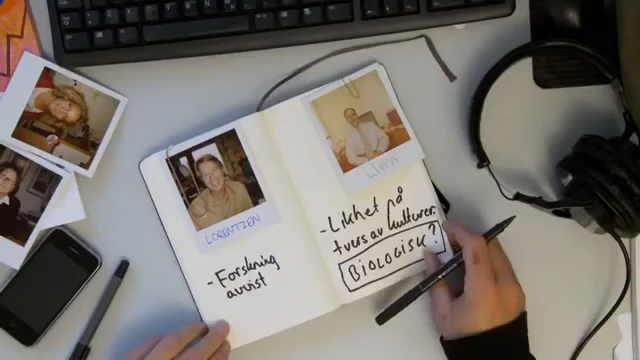 LORENTZEN
- Forskning
avvist
LIPPA
- Likhet på
tvers av kulturer.
BIOLOGISK?